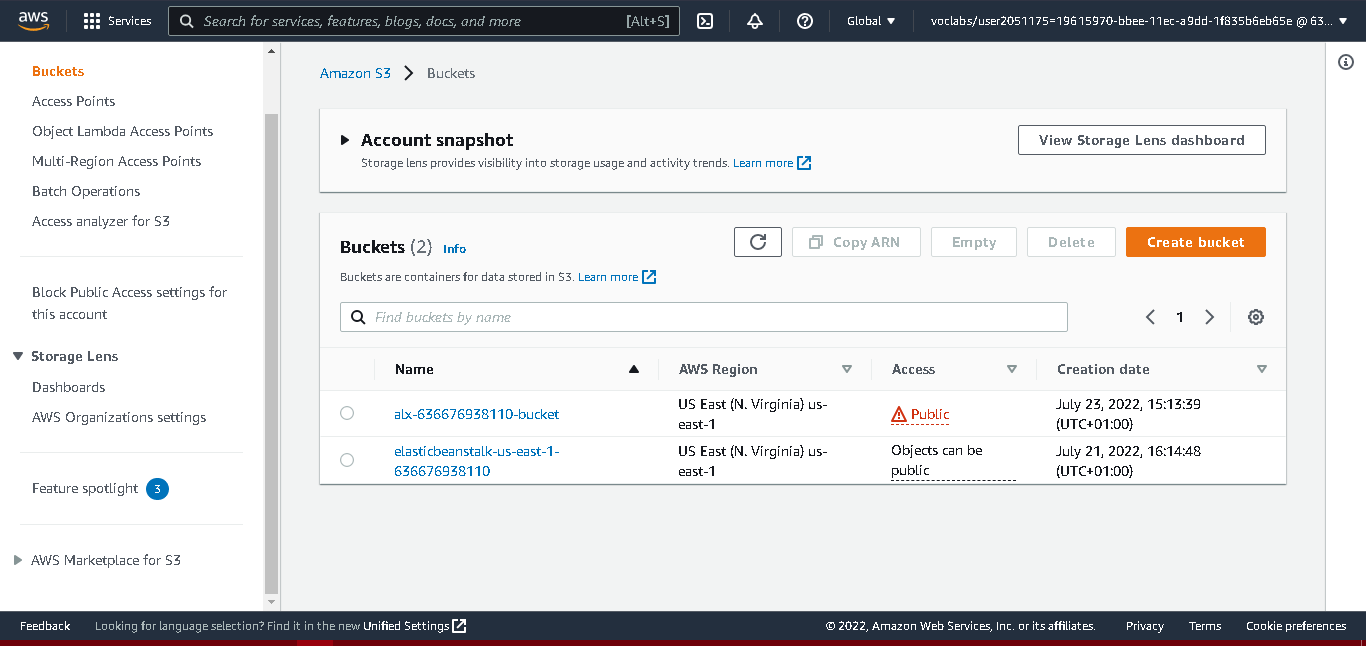 aws
Services
Search for services, features, blogs, docs, and more
[Alt+S]
Global
voclabs/user2051175=19615970-bbee-11ec-a9dd-1f835b6eb65e @ 63...
Buckets
Access Points
Object Lambda Access Points
Multi-Region Access Points
Batch Operations
Access analyzer for S3
Block Public Access settings for
this account
Storage Lens
Dashboards
AWS Organizations settings
Feature spotlight 3
AWS Marketplace for S3
Amazon S3 > Buckets
Account snapshot
Storage lens provides visibility into storage usage and activity trends. Learn more
View Storage Lens dashboard
Buckets (2) Info
Buckets are containers for data stored in S3. Learn more
Copy ARN
Empty
Delete
Create bucket
Find buckets by name
1
Name
AWS Region
Access
Creation date
alx-636676938110-bucket
US East (N. Virginia) us-
east-1
Public
July 23, 2022, 15:13:39
(UTC+01:00)
elasticbeanstalk-us-east-1-
636676938110
US East (N. Virginia) us-
east-1
Objects can be
public
July 21, 2022, 16:14:48
(UTC+01:00)
Feedback
Looking for language selection? Find it in the new Unified Settings
© 2022, Amazon Web Services, Inc. or its affiliates.
Privacy
Terms
Cookie preferences